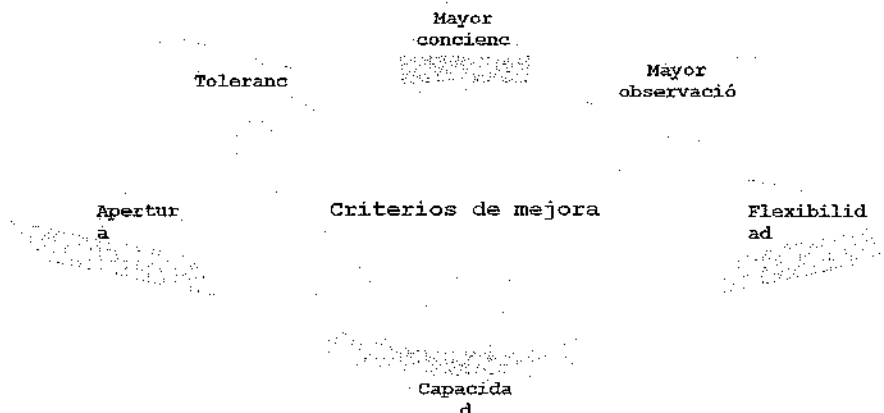 Mayor
concienc
Toleranc
Mayor
observació
Apertur
a
Criterios de mejora
Flexibilid
ad
Capacida
d